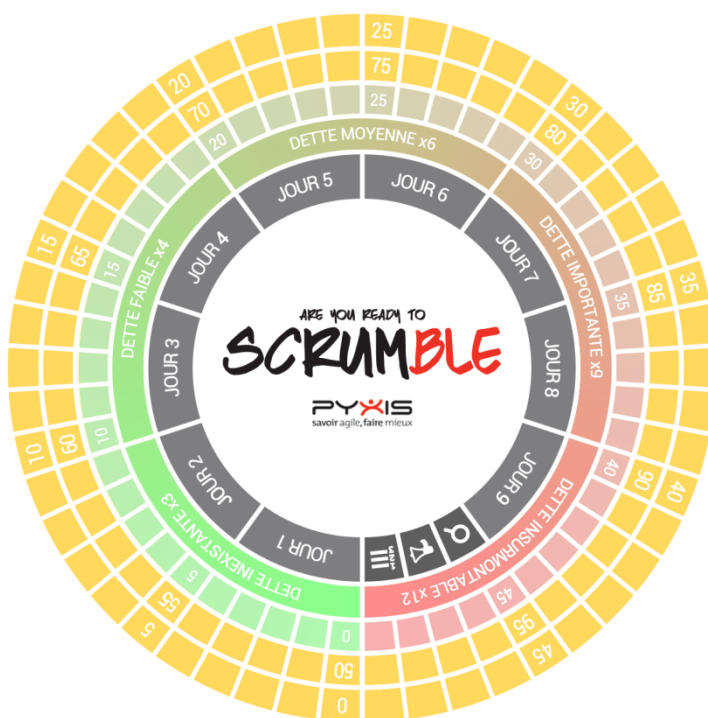 ARE YOU READY TO
SCRUMBLE
PYXIS
savoir agile, faire mieux
JOUR 1
JOUR 2
JOUR 3
JOUR 4
JOUR 5
JOUR 6
JOUR 7
JOUR 8
JOUR 9
DETTE INEXISTANTE x3
DETTE FAIBLE x4
DETTE MOYENNE x6
DETTE IMPORTANTE x9
DETTE INSURMONTABLE x12
0
5
10
15
20
25
30
35
40
45
50
55
60
65
70
75
80
85
90
95
0
5
10
15
20
25
30
35
40
45